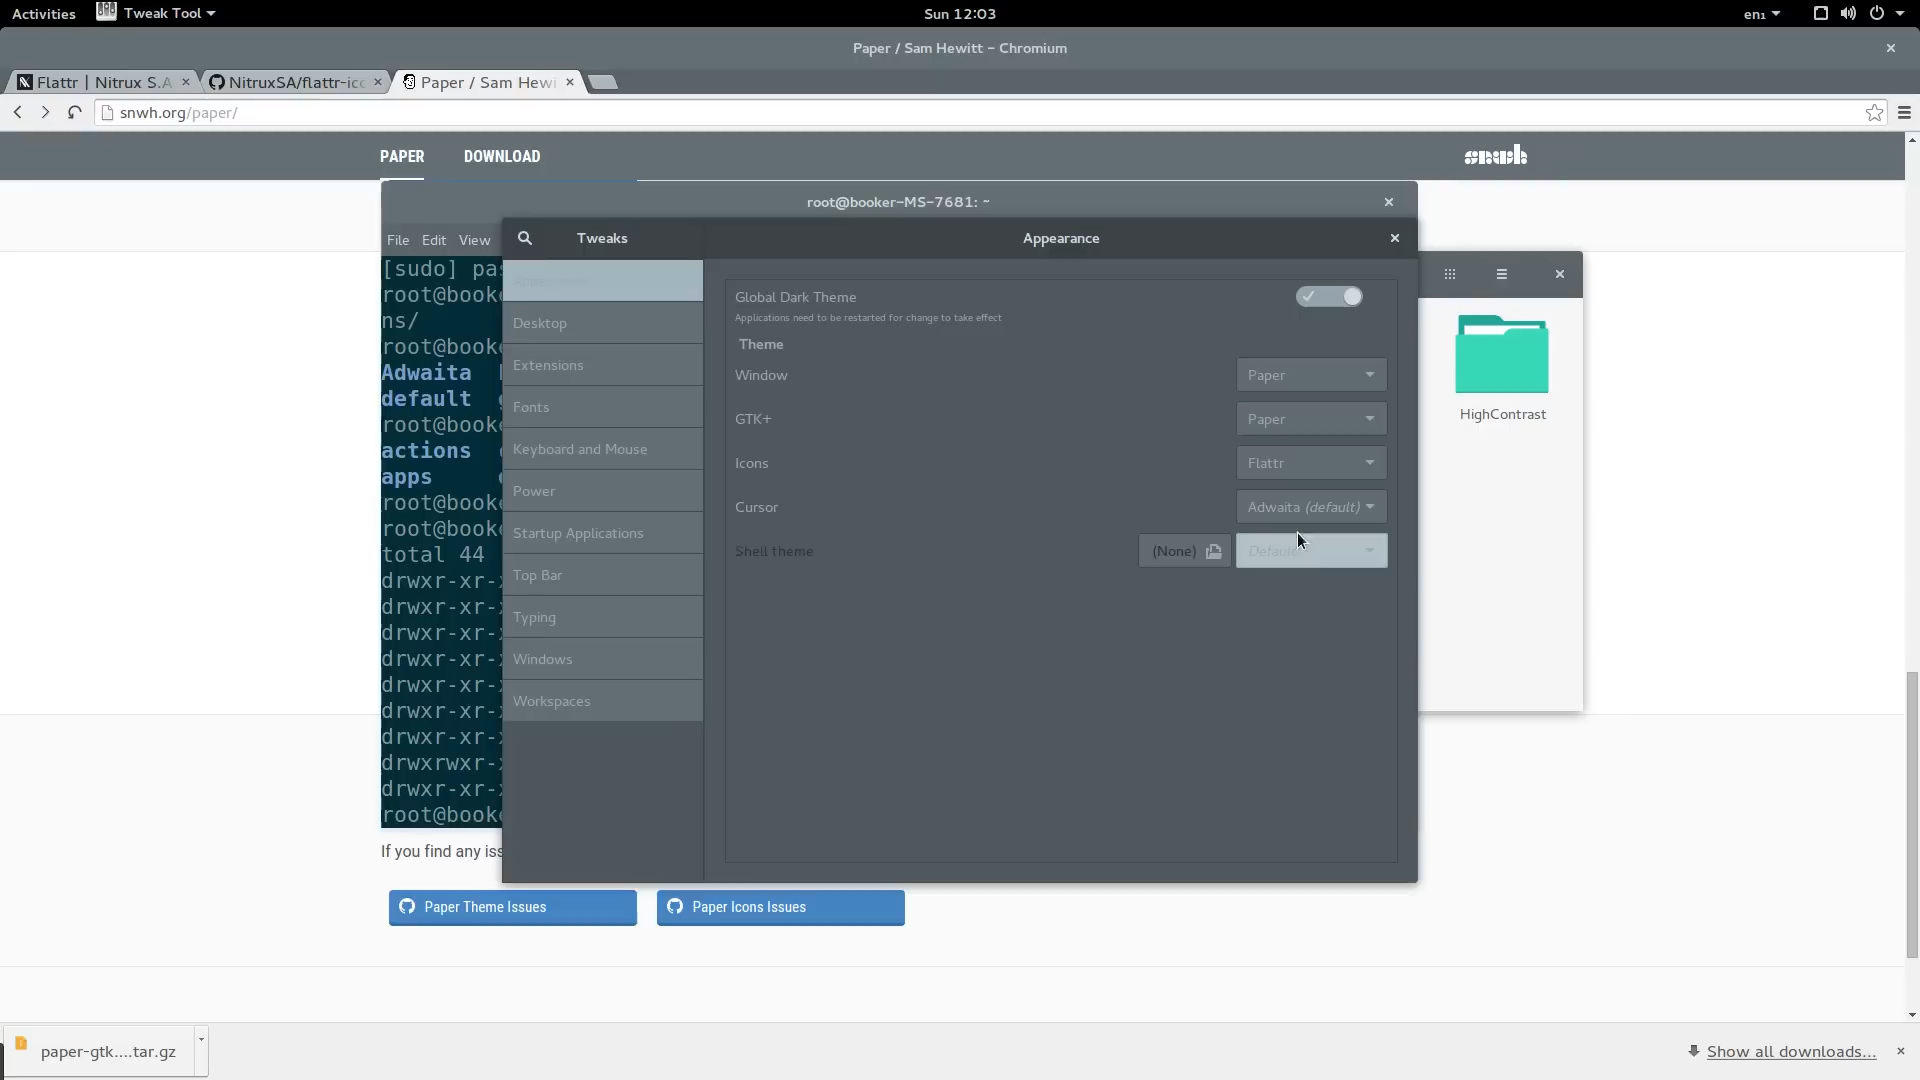 Activities
Tweak Tool
Sun 12:03
en₁
Paper / Sam Hewitt - Chromium
Flattr | Nitrux S.A
NitruxSA/flattr-ico
Paper / Sam Hewi
snwh.org/paper/
PAPER
DOWNLOAD
snwh
root@booker-MS-7681: ~
File Edit View
Tweaks
Appearance
[sudo] pas
root@booke
ns/
root@booke
Adwaita
default
root@booke
actions
apps
root@booke
root@booke
total 44
drwxr-xr-x
drwxr-xr-x
drwxr-xr-x
drwxr-xr-x
drwxr-xr-x
drwxr-xr-x
drwxr-xr-x
drwxrwxr-x
drwxr-xr-x
root@booke
Desktop
Extensions
Fonts
Keyboard and Mouse
Power
Startup Applications
Top Bar
Typing
Windows
Workspaces
Global Dark Theme
Applications need to be restarted for change to take effect
Theme
Window
Paper
GTK+
Paper
Icons
Flattr
Cursor
Adwaita (default)
Shell theme
(None)
Default
HighContrast
If you find any iss
Paper Theme Issues
Paper Icons Issues
paper-gtk....tar.gz
Show all downloads...